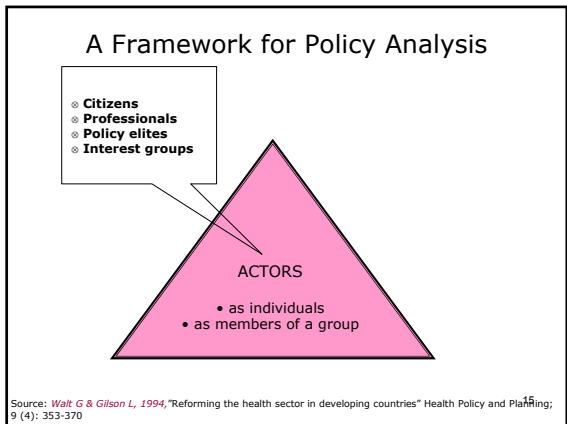 A Framework for Policy Analysis
⊗ Citizens
⊗ Professionals
⊗ Policy elites
⊗ Interest groups
ACTORS
• as individuals
• as members of a group
15
Source: Walt G & Gilson L, 1994,"Reforming the health sector in developing countries" Health Policy and Planning;
9 (4): 353-370